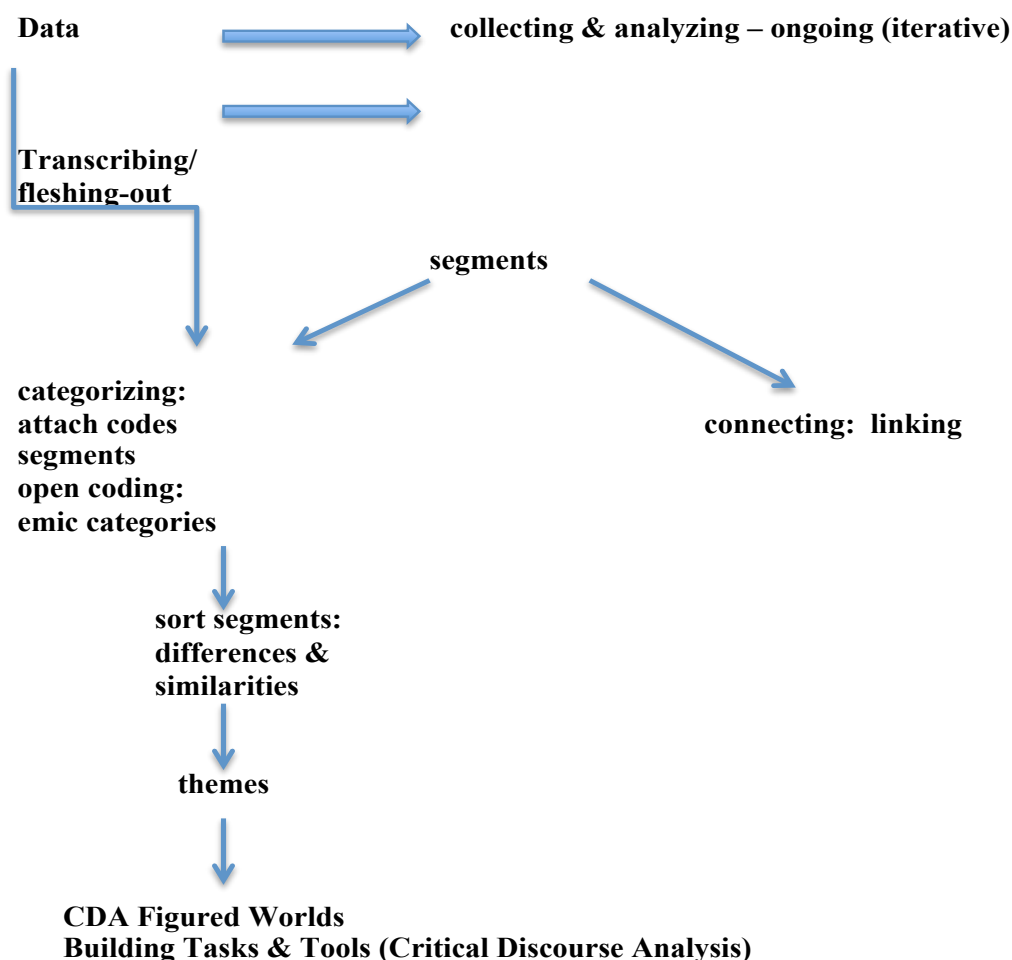 Data
collecting & analyzing – ongoing (iterative)
Transcribing/
fleshing-out
segments
categorizing:
attach codes
segments
open coding:
emic categories
connecting:  linking
sort segments:
differences &
similarities
themes
CDA Figured Worlds
Building Tasks & Tools (Critical Discourse Analysis)